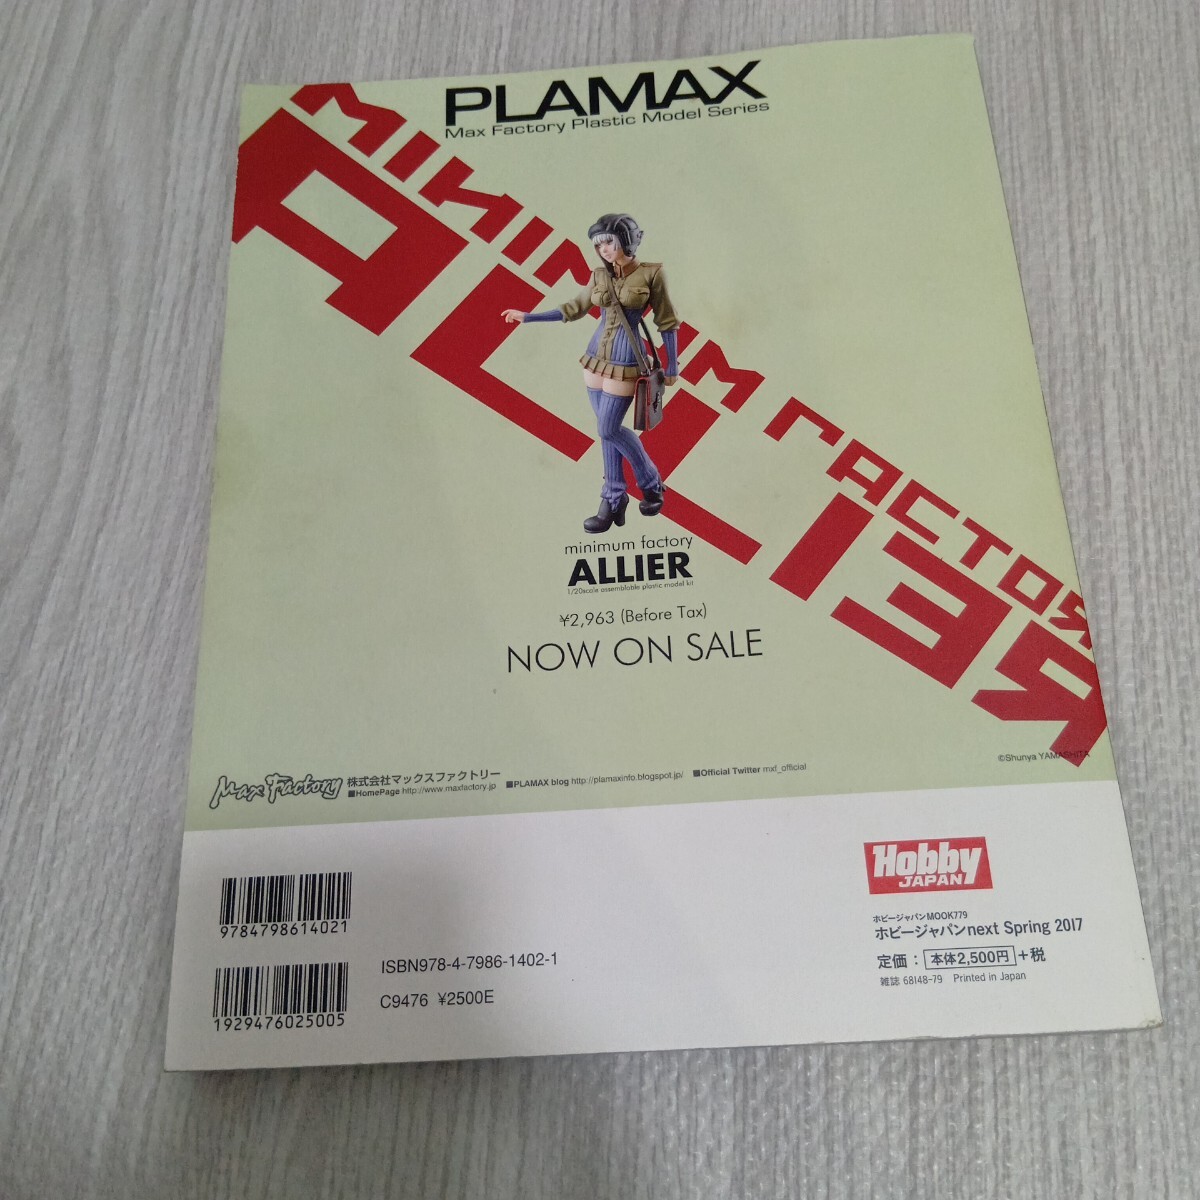 PLAMAX
Max Factory Plastic Model Series
minimum factory
ALLIER
1/20scale assemblable plastic model kit
¥2,963 (Before Tax)
NOW ON SALE
©Shunya YAMASHITA
Max Factory
株式会社マックスファクトリー
■HomePage http://www.maxfactory.jp
■PLAMAX blog http://plamaxinfo.blogspot.jp/
■Official Twitter mxf_official
9784798614021
1929476025005
ISBN978-4-7986-1402-1
C9476 ¥2500E
Hobby
JAPAN
ホビージャパンMOOK779
ホビージャパンnext Spring 2017
定価：本体2,500円+税
雑誌 68148-79 Printed in Japan